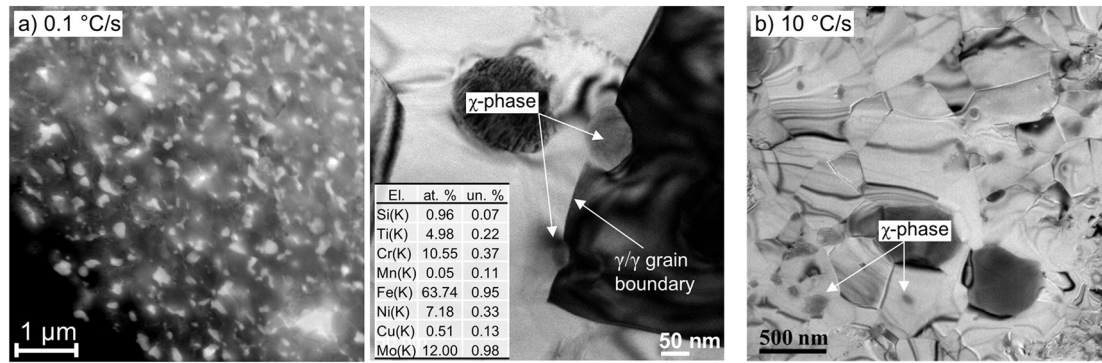 a) 0.1 °C/s
1 μm
χ-phase
El. at. % un. %
Si(K) 0.96 0.07
Ti(K) 4.98 0.22
Cr(K) 10.55 0.37
Mn(K) 0.05 0.11
Fe(K) 63.74 0.95
Ni(K) 7.18 0.33
Cu(K) 0.51 0.13
Mo(K) 12.00 0.98
γ/γ grain
boundary
50 nm
b) 10 °C/s
χ-phase
500 nm